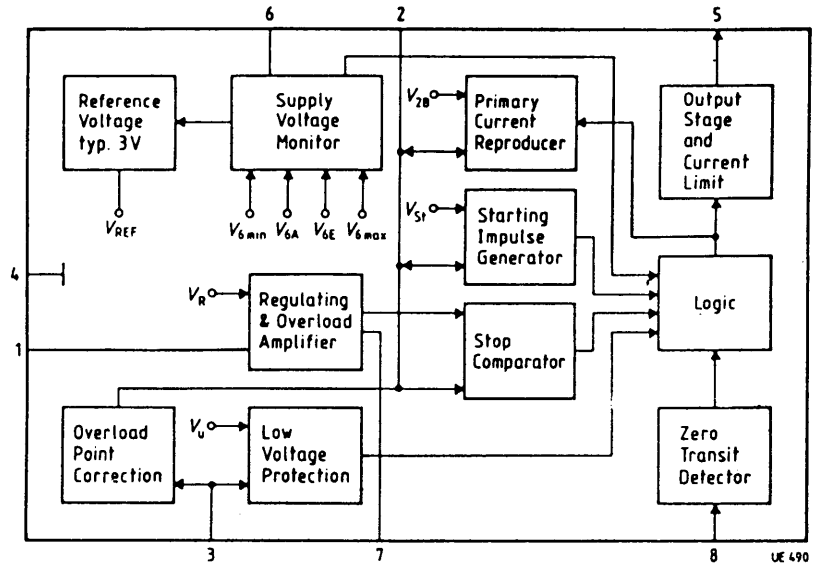 6
2
5
Reference
Voltage
typ. 3V
Supply
Voltage
Monitor
V2B
Primary
Current
Reproducer
Output
Stage
and
Current
Limit
VREF
V6min
V6A
V6E
V6max
VSt
Starting
Impulse
Generator
4
VR
Regulating
& Overload
Amplifier
Logic
1
Stop
Comparator
Overload
Point
Correction
Vu
Low
Voltage
Protection
Zero
Transit
Detector
3
7
8
UE 490